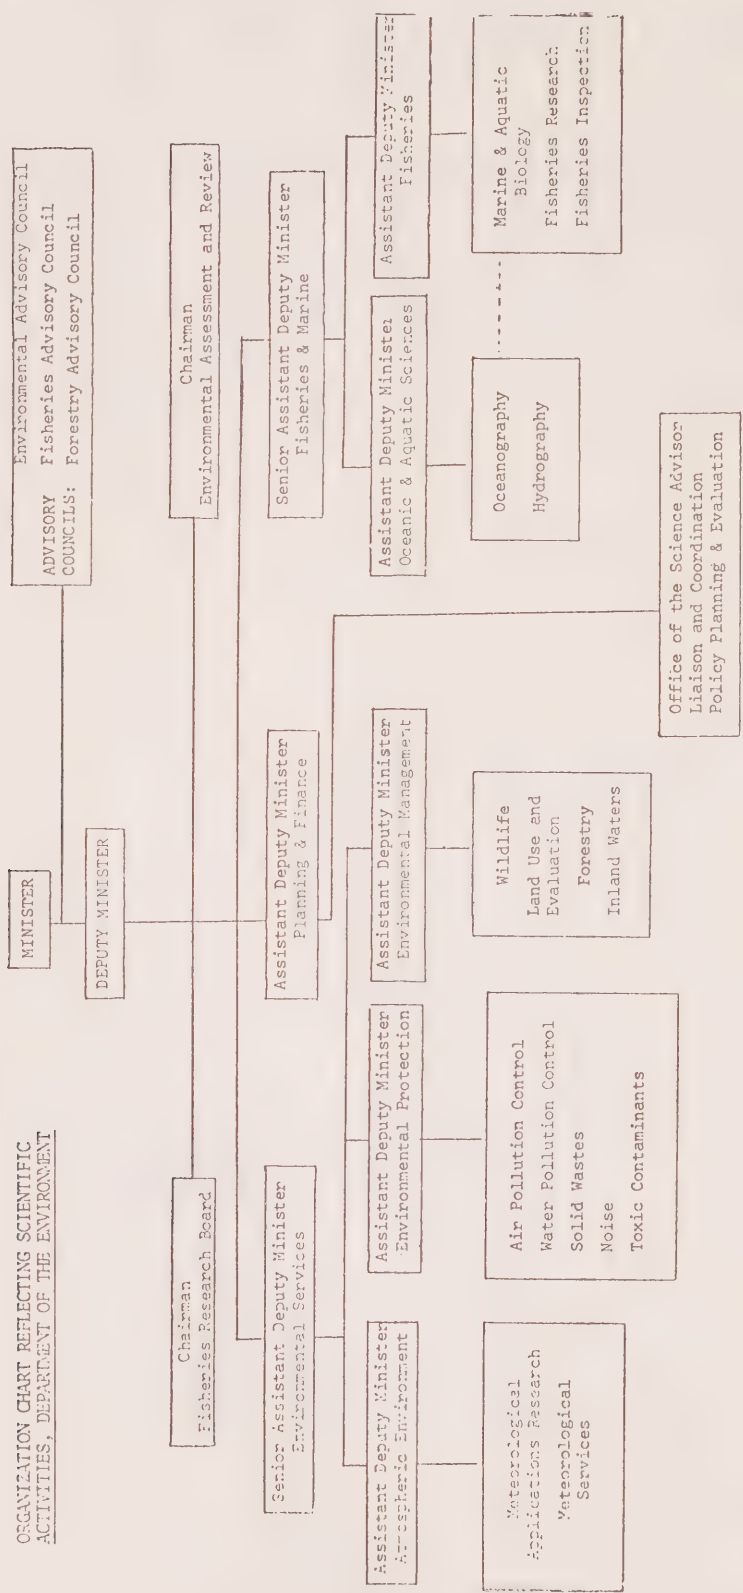 ORGANIZATION CHART REFLECTING SCIENTIFIC
ACTIVITIES, DEPARTMENT OF THE ENVIRONMENT
MINISTER
DEPUTY MINISTER
Environmental Advisory Council
ADVISORY Fisheries Advisory Council
COUNCILS: Forestry Advisory Council
Chairman
Fisheries Research Board
Chairman
Environmental Assessment and Review
Senior Assistant Deputy Minister
Environmental Services
Assistant Deputy Minister
Planning & Finance
Senior Assistant Deputy Minister
Fisheries & Marine
Assistant Deputy Minister
Atmospheric Environment
Assistant Deputy Minister
Environmental Protection
Assistant Deputy Minister
Environmental Management
Assistant Deputy Minister
Oceanic & Aquatic Sciences
Assistant Deputy Minister
Fisheries
Meteorological
Applications Research
Meteorological
Services
Air Pollution Control
Water Pollution Control
Solid Wastes
Noise
Toxic Contaminants
Wildlife
Land Use and
Evaluation
Forestry
Inland Waters
Oceanography
Hydrography
Marine & Aquatic
Biology
Fisheries Research
Fisheries Inspection
Office of the Science Advisor
Liaison and Coordination
Policy Planning & Evaluation